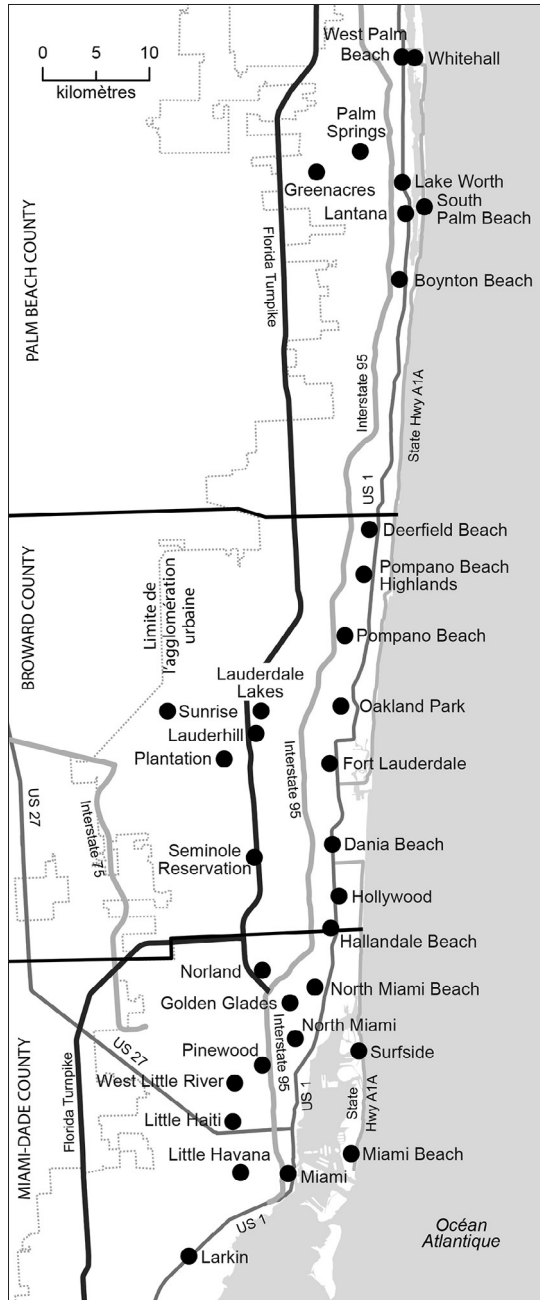 0 5 10
kilomètres
West Palm
Beach
Whitehall
Palm
Springs
Greenacres
Lake Worth
South
Palm Beach
Lantana
Florida Turnpike
PALM BEACH COUNTY
Boynton Beach
Interstate 95
State Hwy A1A
US 1
Deerfield Beach
Pompano Beach
Highlands
Limite de
l'agglomération
urbaine
BROWARD COUNTY
Pompano Beach
Lauderdale
Lakes
Sunrise
Oakland Park
Lauderhill
Plantation
Interstate 95
Fort Lauderdale
US 27
Interstate 75
Dania Beach
Seminole
Reservation
Hollywood
Hallandale Beach
Norland
North Miami Beach
Golden Glades
North Miami
Interstate 95
US 1
Pinewood
Surfside
US 27
West Little River
Florida Turnpike
MIAMI-DADE COUNTY
State
Hwy A1A
Little Haiti
Little Havana
Miami Beach
Miami
US 1
Larkin
Océan
Atlantique